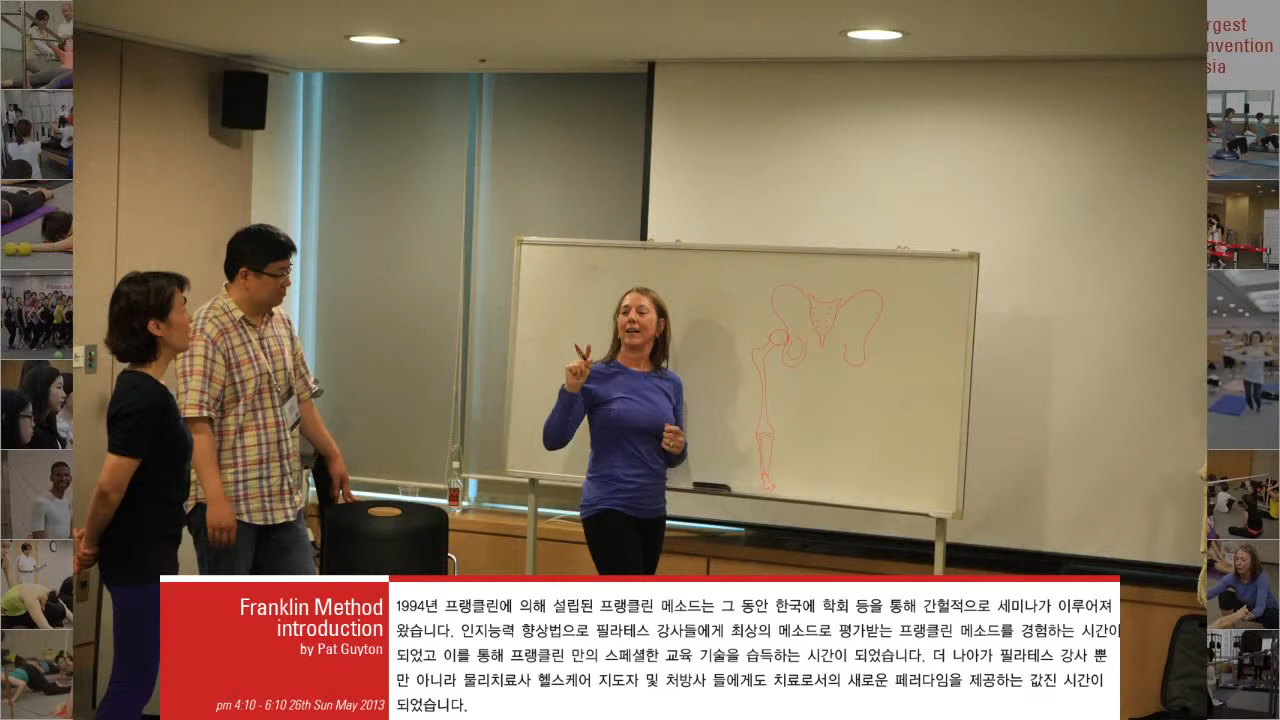 Franklin Method
introduction
by Pat Guyton
pm 4:10 - 6:10 26th Sun May 2013
1994년 프랭클린에 의해 설립된 프랭클린 메소드는 그 동안 한국에 학회 등을 통해 간헐적으로 세미나가 이루어져
왔습니다. 인지능력 향상법으로 필라테스 강사들에게 최상의 메소드로 평가받는 프랭클린 메소드를 경험하는 시간이
되었고 이를 통해 프랭클린 만의 스페셜한 교육 기술을 습득하는 시간이 되었습니다. 더 나아가 필라테스 강사 뿐
만 아니라 물리치료사 헬스케어 지도자 및 처방사 들에게도 치료로서의 새로운 페러다임을 제공하는 값진 시간이
되었습니다.
rgest
nvention
sia